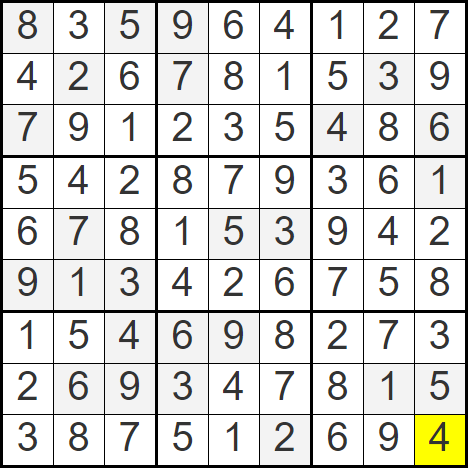 8 3 5 9 6 4 1 2 7
4 2 6 7 8 1 5 3 9
7 9 1 2 3 5 4 8 6
5 4 2 8 7 9 3 6 1
6 7 8 1 5 3 9 4 2
9 1 3 4 2 6 7 5 8
1 5 4 6 9 8 2 7 3
2 6 9 3 4 7 8 1 5
3 8 7 5 1 2 6 9 4